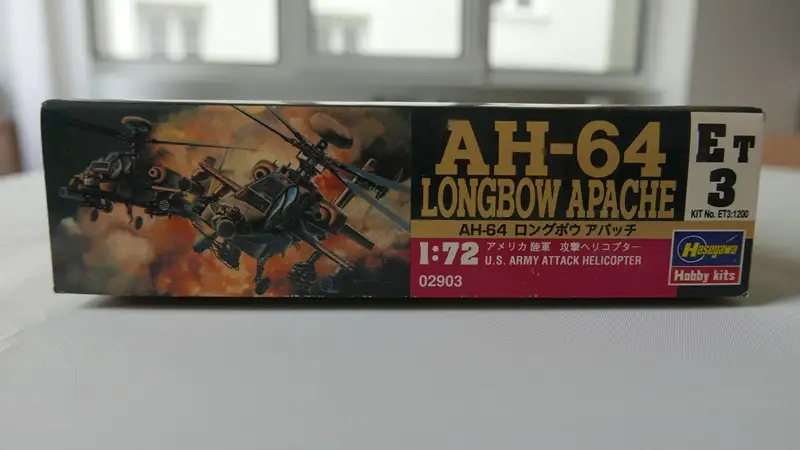 AH-64
LONGBOW APACHE
AH-64 ロングボウ アパッチ
1:72
アメリカ 陸軍 攻撃ヘリコプター
U.S. ARMY ATTACK HELICOPTER
02903
ET
3
KIT No. ET3:1200
Hasegawa
Hobby kits